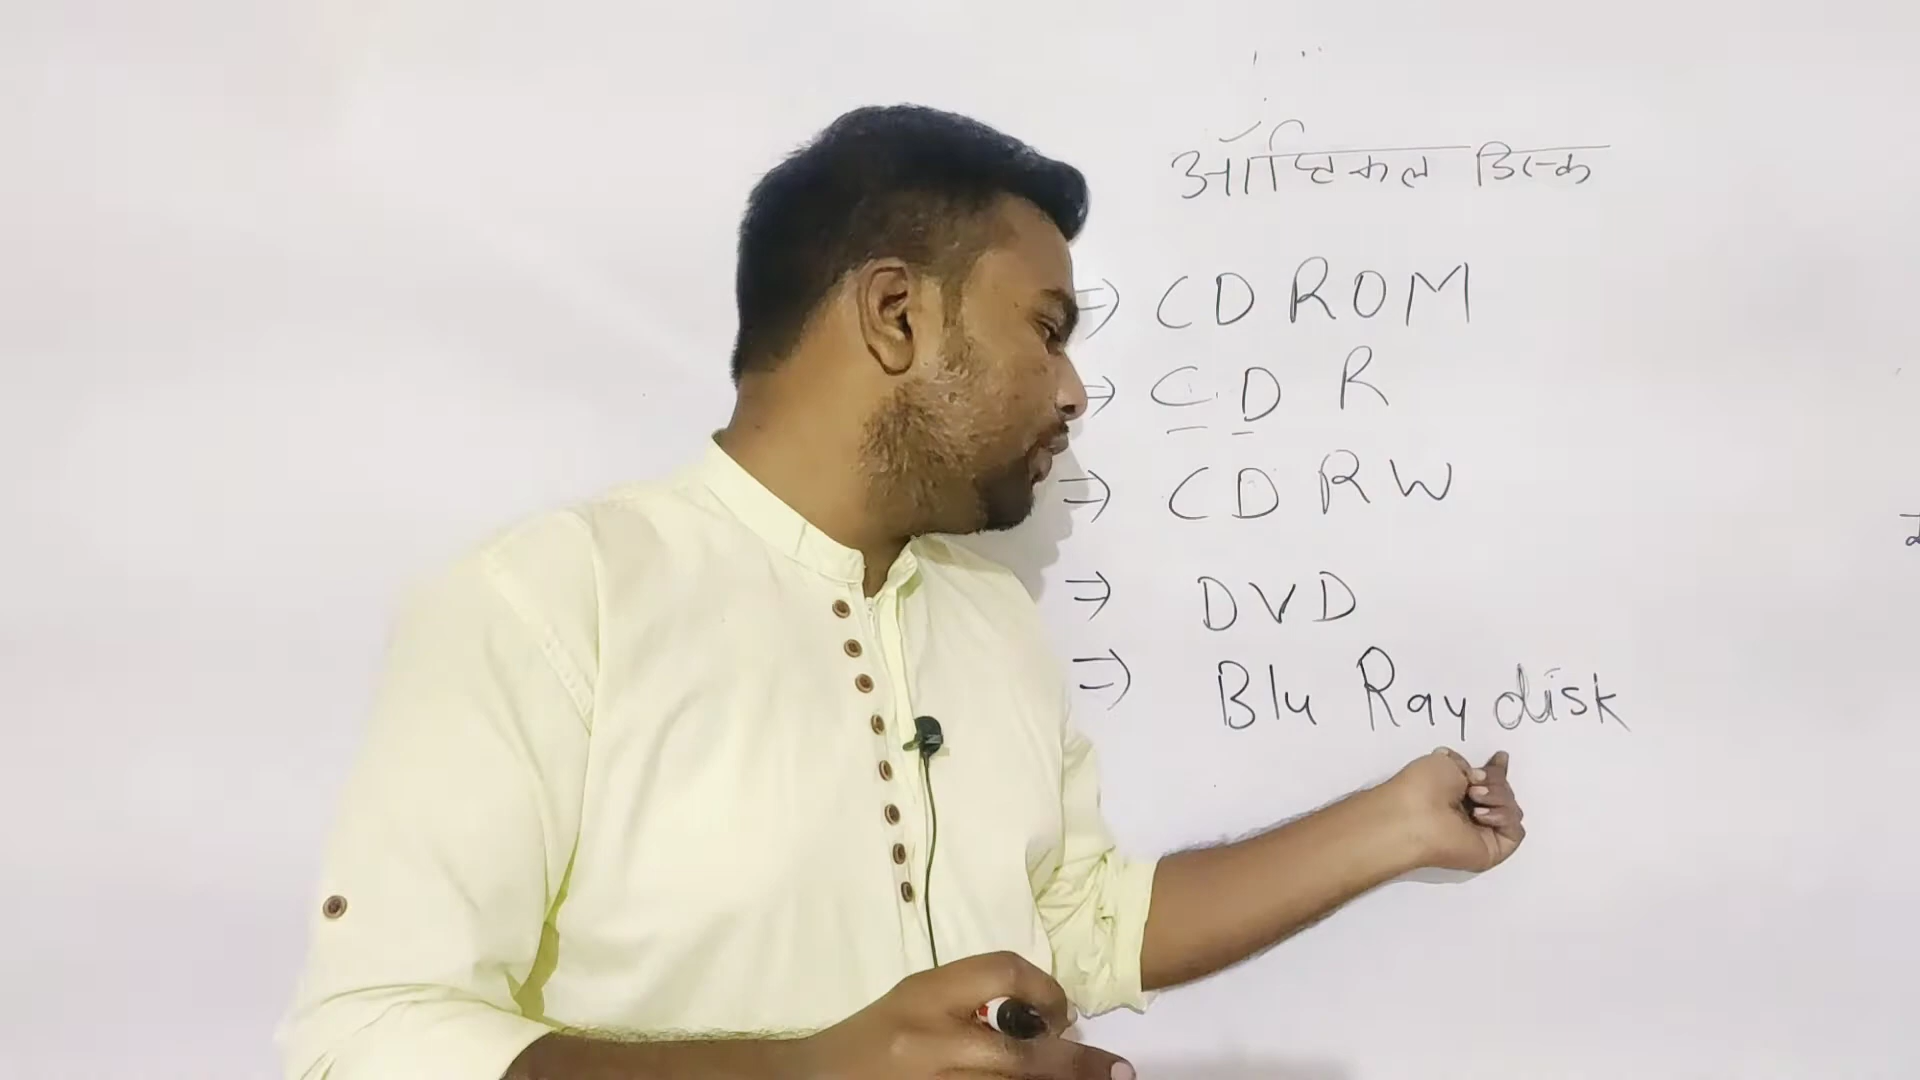 ऑप्टिकल डिस्क
⇒ CD ROM
⇒ CD R
⇒ CD RW
⇒ DVD
⇒ Blu Ray disk